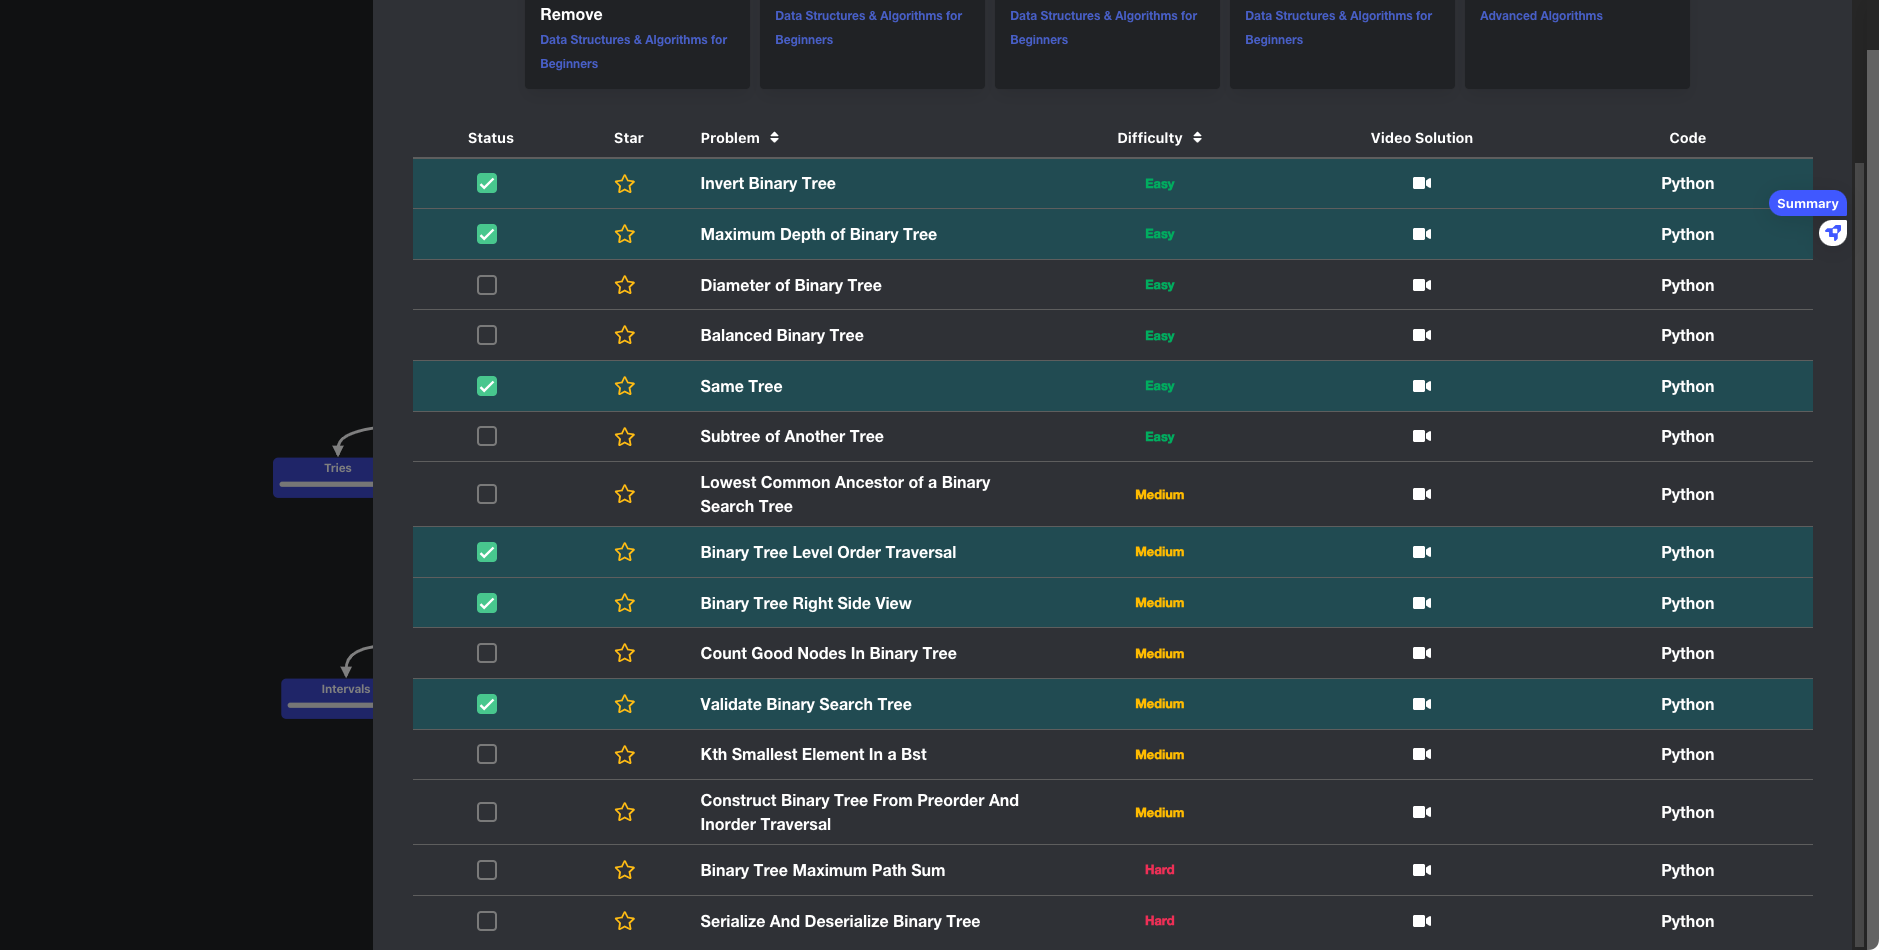 Remove
Data Structures & Algorithms for
Beginners
Data Structures & Algorithms for
Beginners
Data Structures & Algorithms for
Beginners
Data Structures & Algorithms for
Beginners
Advanced Algorithms
Status Star Problem Difficulty Video Solution Code
Invert Binary Tree Easy Python
Summary
Maximum Depth of Binary Tree Easy Python
Diameter of Binary Tree Easy Python
Balanced Binary Tree Easy Python
Same Tree Easy Python
Subtree of Another Tree Easy Python
Tries
Lowest Common Ancestor of a Binary
Search Tree Medium Python
Binary Tree Level Order Traversal Medium Python
Binary Tree Right Side View Medium Python
Count Good Nodes In Binary Tree Medium Python
Intervals
Validate Binary Search Tree Medium Python
Kth Smallest Element In a Bst Medium Python
Construct Binary Tree From Preorder And
Inorder Traversal Medium Python
Binary Tree Maximum Path Sum Hard Python
Serialize And Deserialize Binary Tree Hard Python